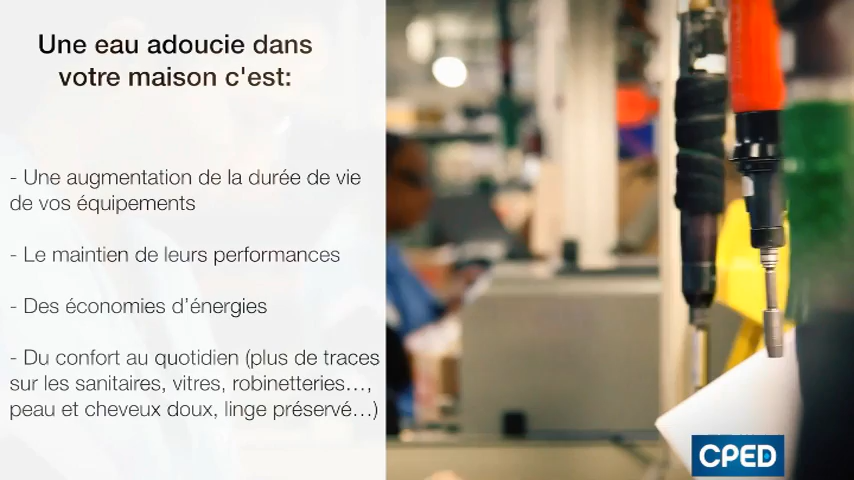 Une eau adoucie dans
votre maison c'est:
- Une augmentation de la durée de vie
de vos équipements
- Le maintien de leurs performances
- Des économies d’énergies
- Du confort au quotidien (plus de traces
sur les sanitaires, vitres, robinetteries…,
peau et cheveux doux, linge préservé…)
CPED